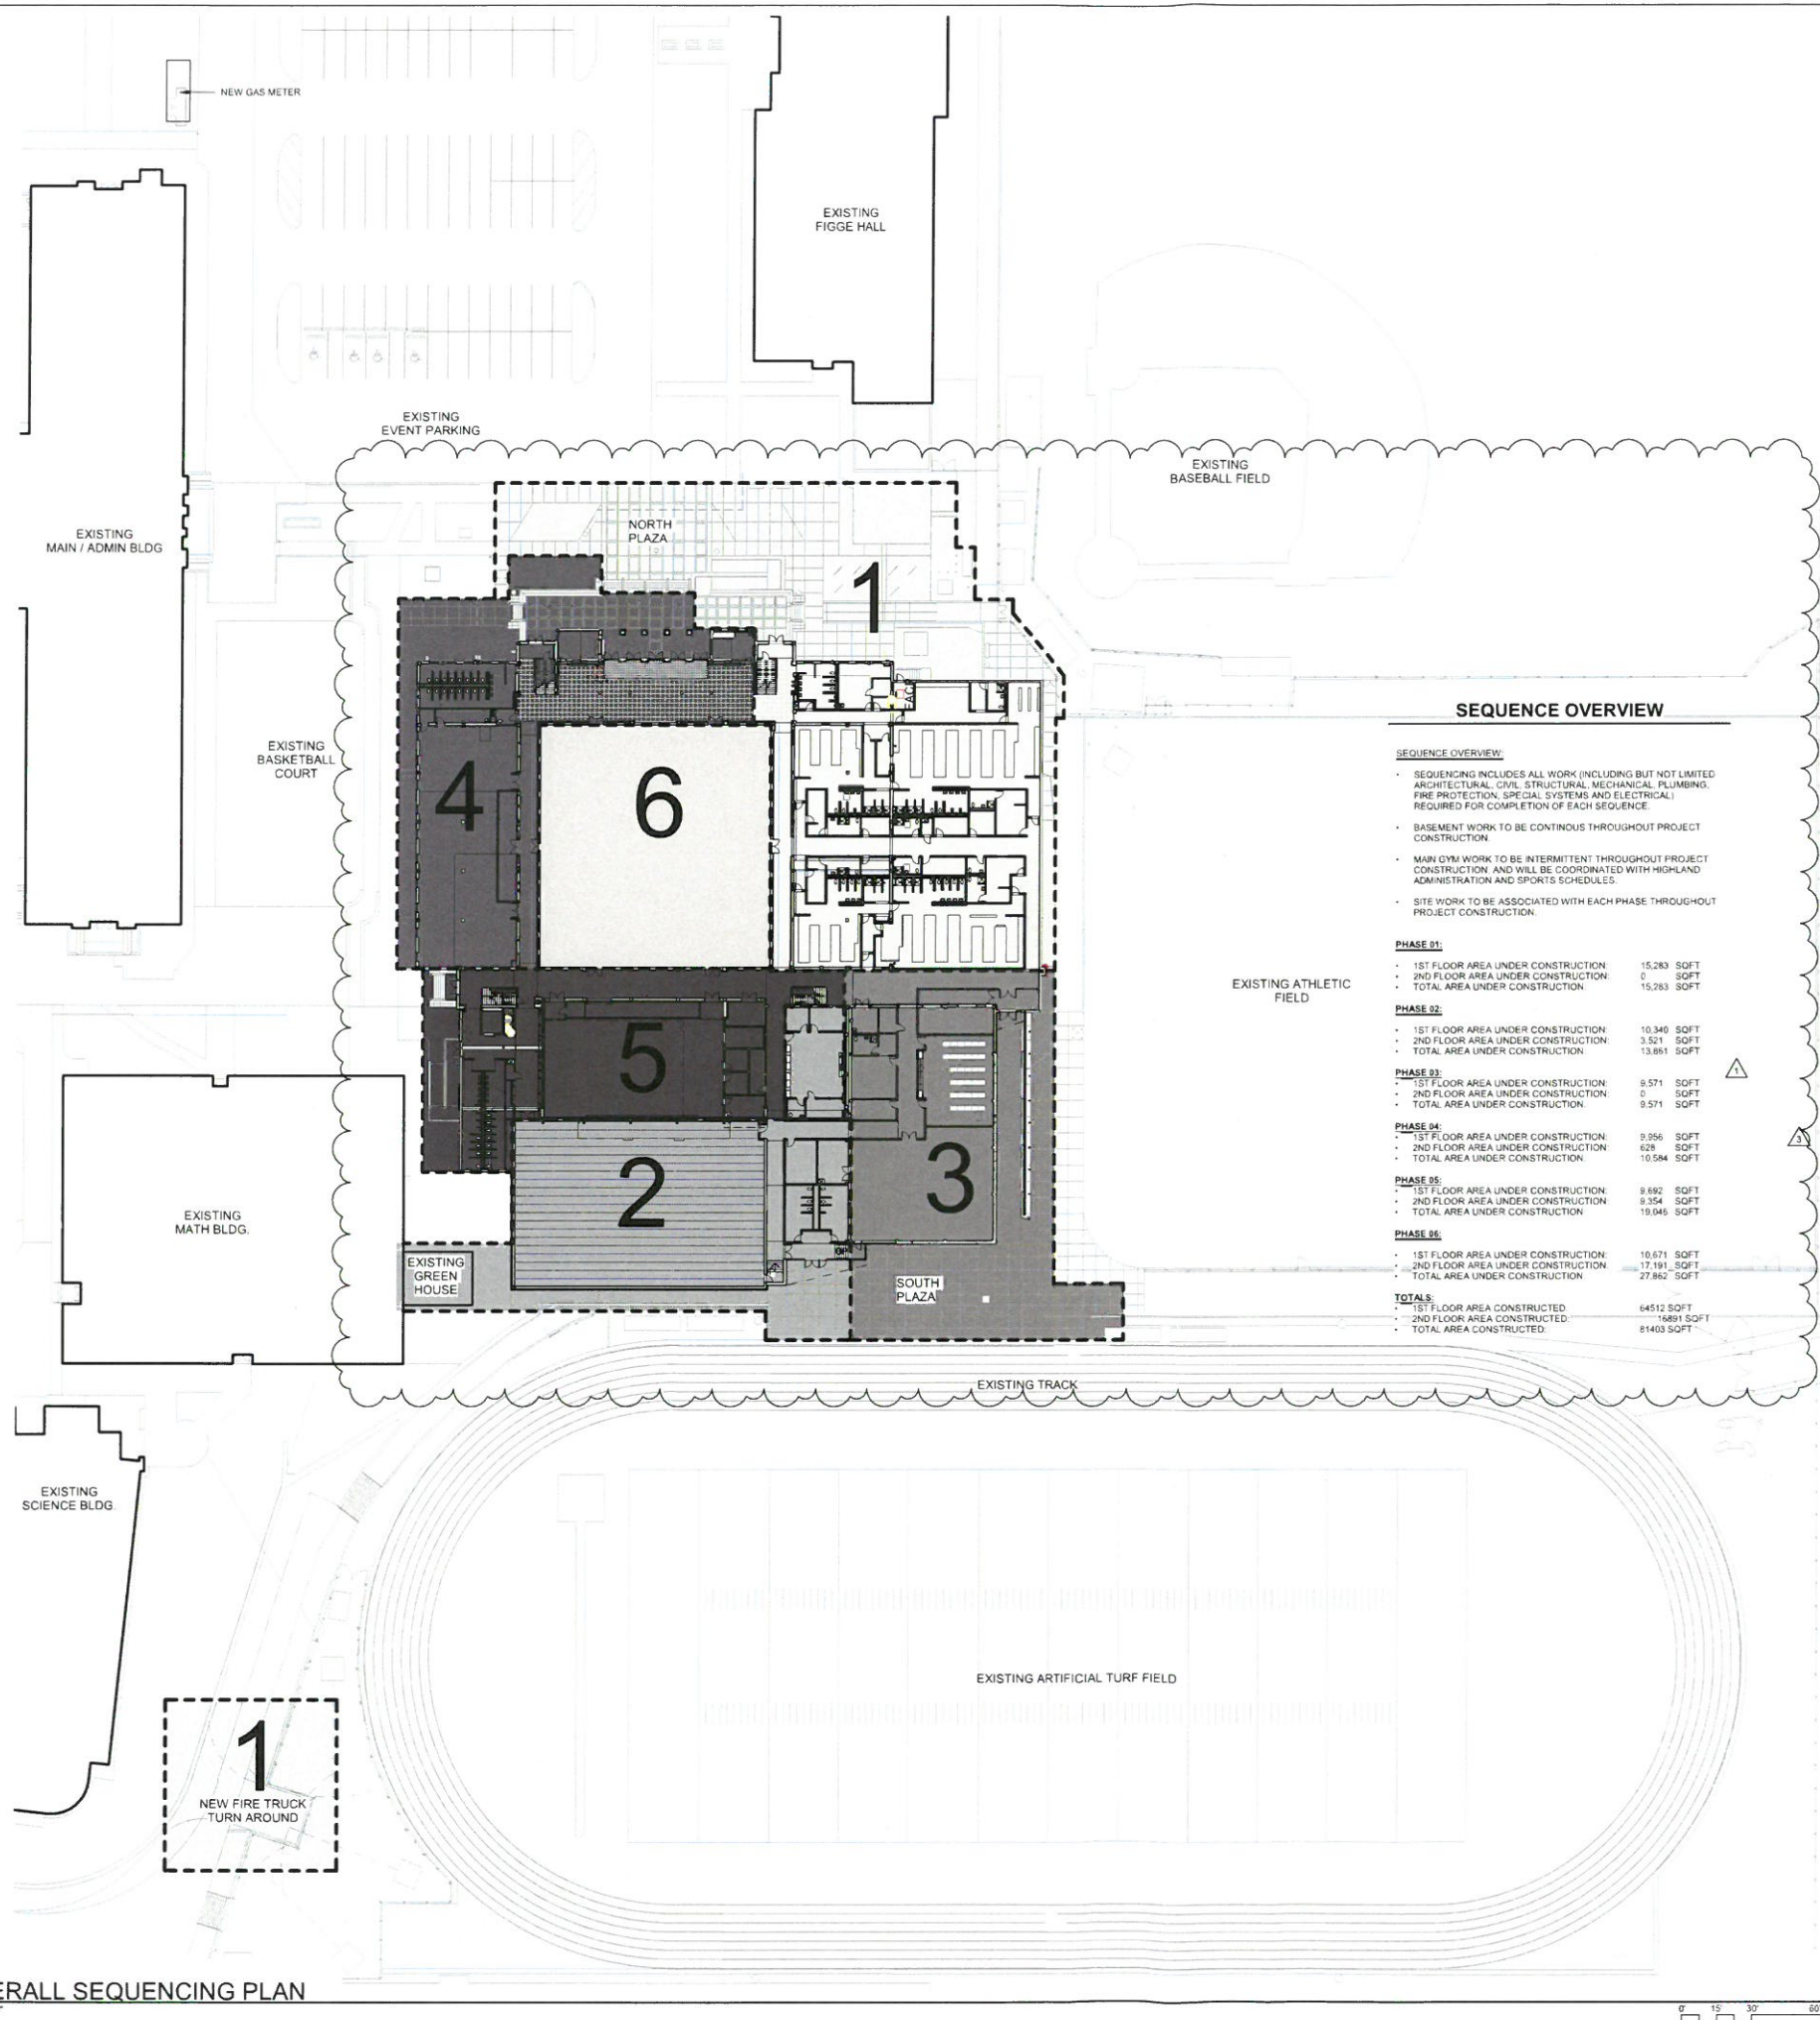 NEW GAS METER
EXISTING
FIGGE HALL
EXISTING
EVENT PARKING
EXISTING
BASEBALL FIELD
EXISTING
MAIN / ADMIN BLDG
NORTH
PLAZA
1
EXISTING
BASKETBALL
COURT
4
6
SEQUENCE OVERVIEW
SEQUENCE OVERVIEW:
· SEQUENCING INCLUDES ALL WORK (INCLUDING BUT NOT LIMITED
ARCHITECTURAL, CIVIL, STRUCTURAL, MECHANICAL, PLUMBING,
FIRE PROTECTION, SPECIAL SYSTEMS AND ELECTRICAL)
REQUIRED FOR COMPLETION OF EACH SEQUENCE.
· BASEMENT WORK TO BE CONTINOUS THROUGHOUT PROJECT
CONSTRUCTION.
· MAIN GYM WORK TO BE INTERMITTENT THROUGHOUT PROJECT
CONSTRUCTION AND WILL BE COORDINATED WITH HIGHLAND
ADMINISTRATION AND SPORTS SCHEDULES.
· SITE WORK TO BE ASSOCIATED WITH EACH PHASE THROUGHOUT
PROJECT CONSTRUCTION.
PHASE 01:
· 1ST FLOOR AREA UNDER CONSTRUCTION: 15,283 SQFT
· 2ND FLOOR AREA UNDER CONSTRUCTION: 0 SQFT
· TOTAL AREA UNDER CONSTRUCTION: 15,283 SQFT
PHASE 02:
· 1ST FLOOR AREA UNDER CONSTRUCTION: 10,340 SQFT
· 2ND FLOOR AREA UNDER CONSTRUCTION: 3,521 SQFT
· TOTAL AREA UNDER CONSTRUCTION 13,861 SQFT
PHASE 03:
· 1ST FLOOR AREA UNDER CONSTRUCTION: 9,571 SQFT
· 2ND FLOOR AREA UNDER CONSTRUCTION: 0 SQFT
· TOTAL AREA UNDER CONSTRUCTION: 9,571 SQFT
PHASE 04:
· 1ST FLOOR AREA UNDER CONSTRUCTION: 9,956 SQFT
· 2ND FLOOR AREA UNDER CONSTRUCTION: 628 SQFT
· TOTAL AREA UNDER CONSTRUCTION: 10,584 SQFT
PHASE 05:
· 1ST FLOOR AREA UNDER CONSTRUCTION: 9,692 SQFT
· 2ND FLOOR AREA UNDER CONSTRUCTION: 9,354 SQFT
· TOTAL AREA UNDER CONSTRUCTION 19,046 SQFT
PHASE 06:
· 1ST FLOOR AREA UNDER CONSTRUCTION: 10,671 SQFT
· 2ND FLOOR AREA UNDER CONSTRUCTION: 17,191 SQFT
· TOTAL AREA UNDER CONSTRUCTION 27,862 SQFT
TOTALS:
· 1ST FLOOR AREA CONSTRUCTED: 64512 SQFT
· 2ND FLOOR AREA CONSTRUCTED: 16891 SQFT
· TOTAL AREA CONSTRUCTED: 81403 SQFT
1
3
EXISTING ATHLETIC
FIELD
5
2
3
EXISTING
MATH BLDG.
EXISTING
GREEN
HOUSE
SOUTH
PLAZA
EXISTING TRACK
EXISTING
SCIENCE BLDG.
EXISTING ARTIFICIAL TURF FIELD
1
NEW FIRE TRUCK
TURN AROUND
ERALL SEQUENCING PLAN
0' 15' 30' 60